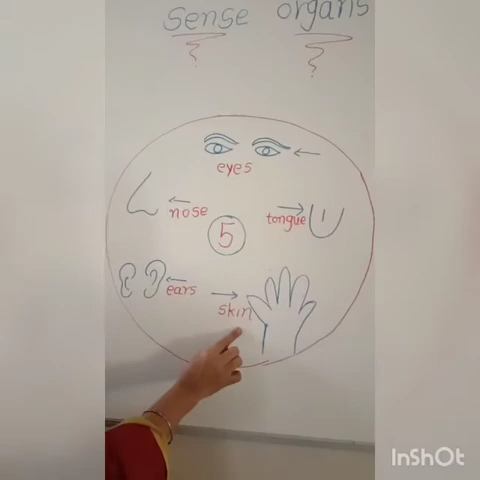 sense organs
? ?
eyes
nose
tongue
5
ears
skin
InShOt